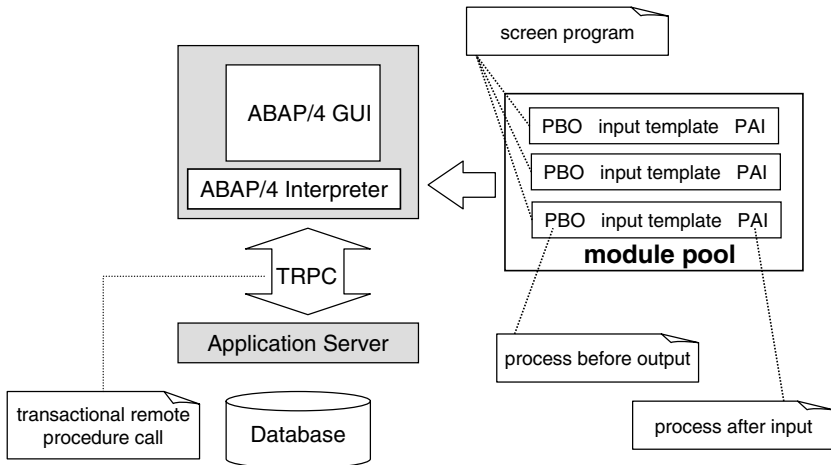 screen program
ABAP/4 GUI
ABAP/4 Interpreter
PBO input template PAI
PBO input template PAI
PBO input template PAI
module pool
TRPC
Application Server
process before output
transactional remote
procedure call
Database
process after input